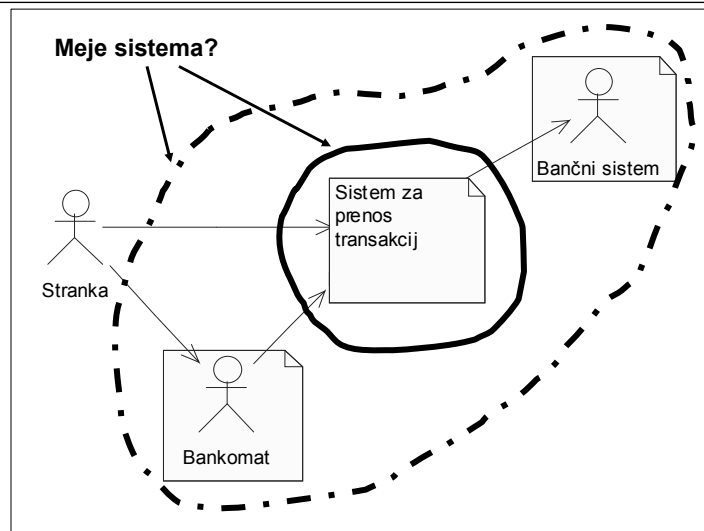 Meje sistema?
Bančni sistem
Sistem za
prenos
transakcij
Stranka
Bankomat